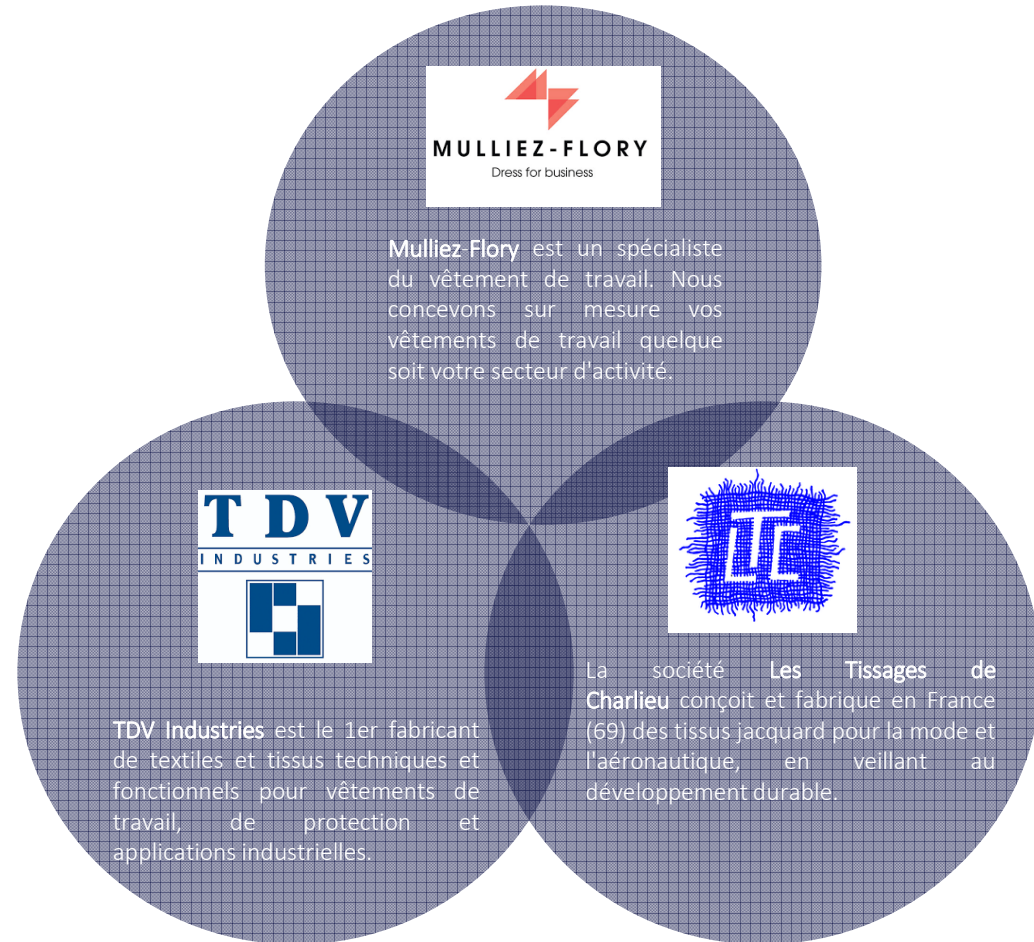 MULLIEZ-FLORY
Dress for business
Mulliez-Flory est un spécialiste
du vêtement de travail. Nous
concevons sur mesure vos
vêtements de travail quelque
soit votre secteur d'activité.
TDV
INDUSTRIES
TDV Industries est le 1er fabricant
de textiles et tissus techniques et
fonctionnels pour vêtements de
travail, de protection et
applications industrielles.
LTC
La société Les Tissages de
Charlieu conçoit et fabrique en France
(69) des tissus jacquard pour la mode et
l'aéronautique, en veillant au
développement durable.